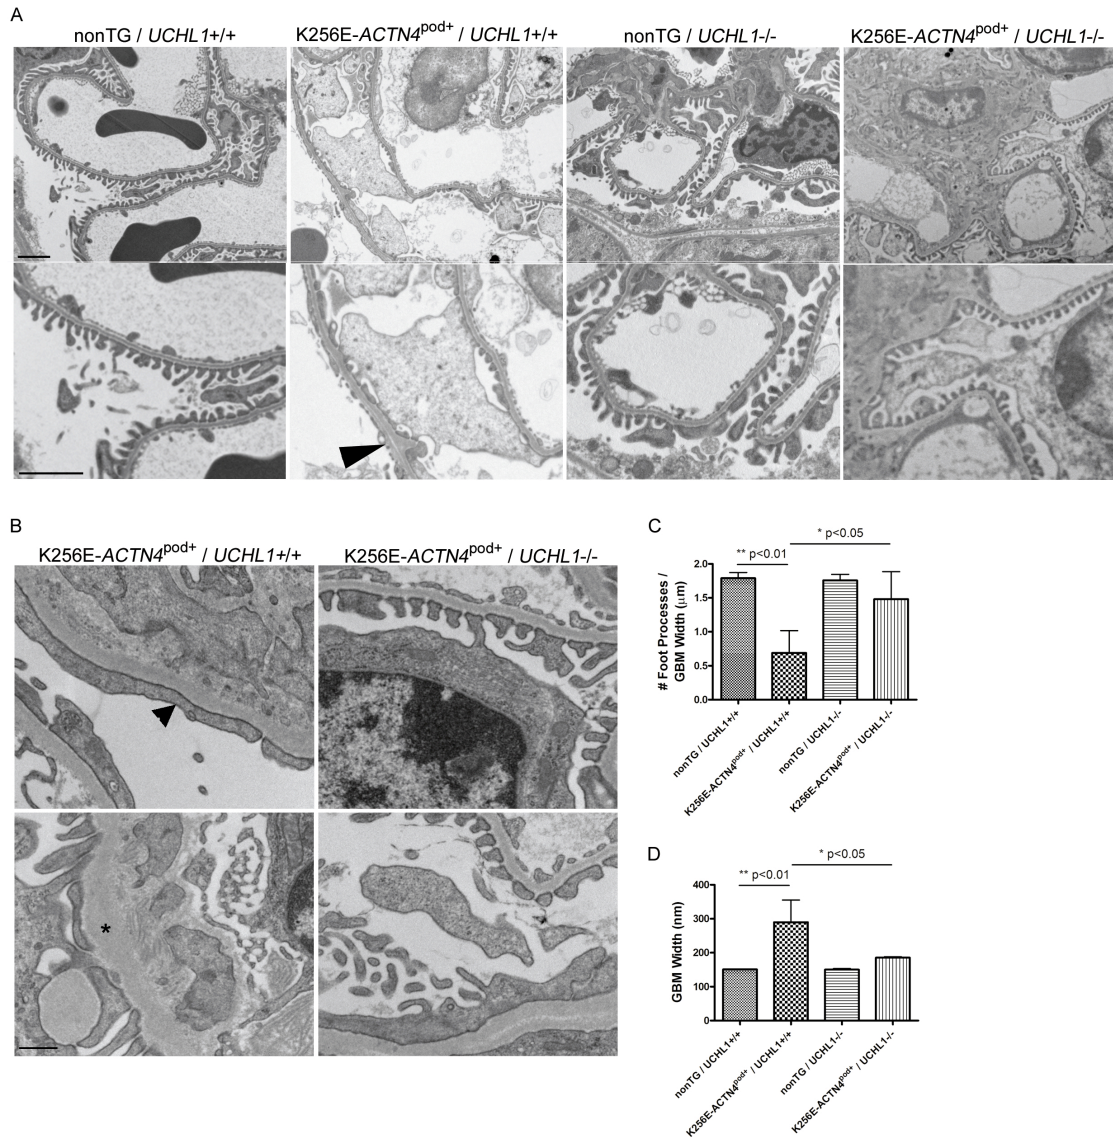 A
nonTG / UCHL1+/+
K256E-ACTN4pod+ / UCHL1+/+
nonTG / UCHL1-/-
K256E-ACTN4pod+ / UCHL1-/-
B
K256E-ACTN4pod+ / UCHL1+/+
K256E-ACTN4pod+ / UCHL1-/-
*
C
* p<0.05
** p<0.01
# Foot Processes /
GBM Width (µm)
2.0
1.5
1.0
0.5
0.0
nonTG / UCHL1+/+
K256E-ACTN4pod+ / UCHL1+/+
nonTG / UCHL1-/-
K256E-ACTN4pod+ / UCHL1-/-
D
* p<0.05
** p<0.01
GBM Width (nm)
400
300
200
100
0
nonTG / UCHL1+/+
K256E-ACTN4pod+ / UCHL1+/+
nonTG / UCHL1-/-
K256E-ACTN4pod+ / UCHL1-/-